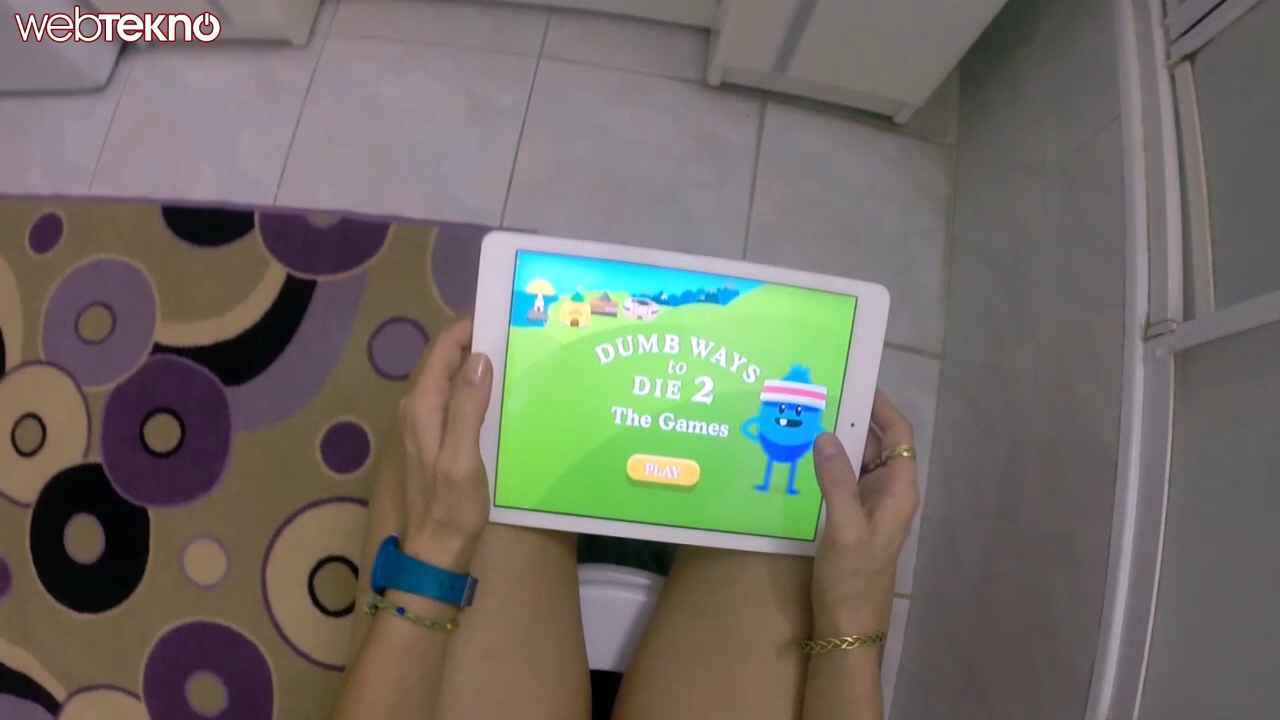 webTEKNO
DUMB WAYS
to
DIE 2
The Games
PLAY